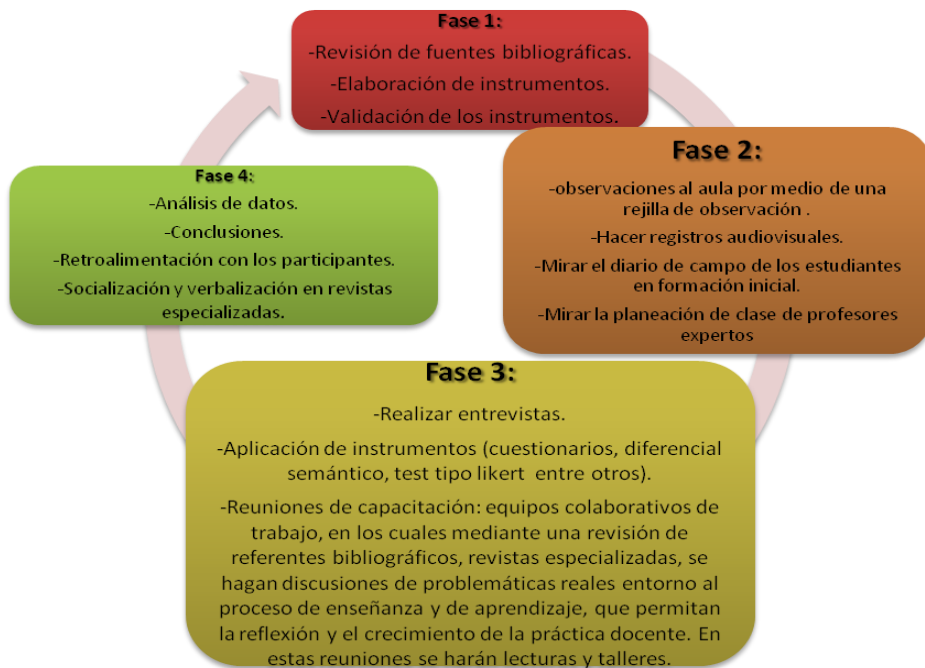 Fase 1:
-Revisión de fuentes bibliográficas.
-Elaboración de instrumentos.
-Validación de los instrumentos.
Fase 2:
-observaciones al aula por medio de una
rejilla de observación .
-Hacer registros audiovisuales.
-Mirar el diario de campo de los estudiantes
en formación inicial.
-Mirar la planeación de clase de profesores
expertos
Fase 3:
-Realizar entrevistas.
-Aplicación de instrumentos (cuestionarios, diferencial
semántico, test tipo likert entre otros).
-Reuniones de capacitación: equipos colaborativos de
trabajo, en los cuales mediante una revisión de
referentes bibliográficos, revistas especializadas, se
hagan discusiones de problemáticas reales entorno al
proceso de enseñanza y de aprendizaje, que permitan
la reflexión y el crecimiento de la práctica docente. En
estas reuniones se harán lecturas y talleres.
Fase 4:
-Análisis de datos.
-Conclusiones.
-Retroalimentación con los participantes.
-Socialización y verbalización en revistas
especializadas.